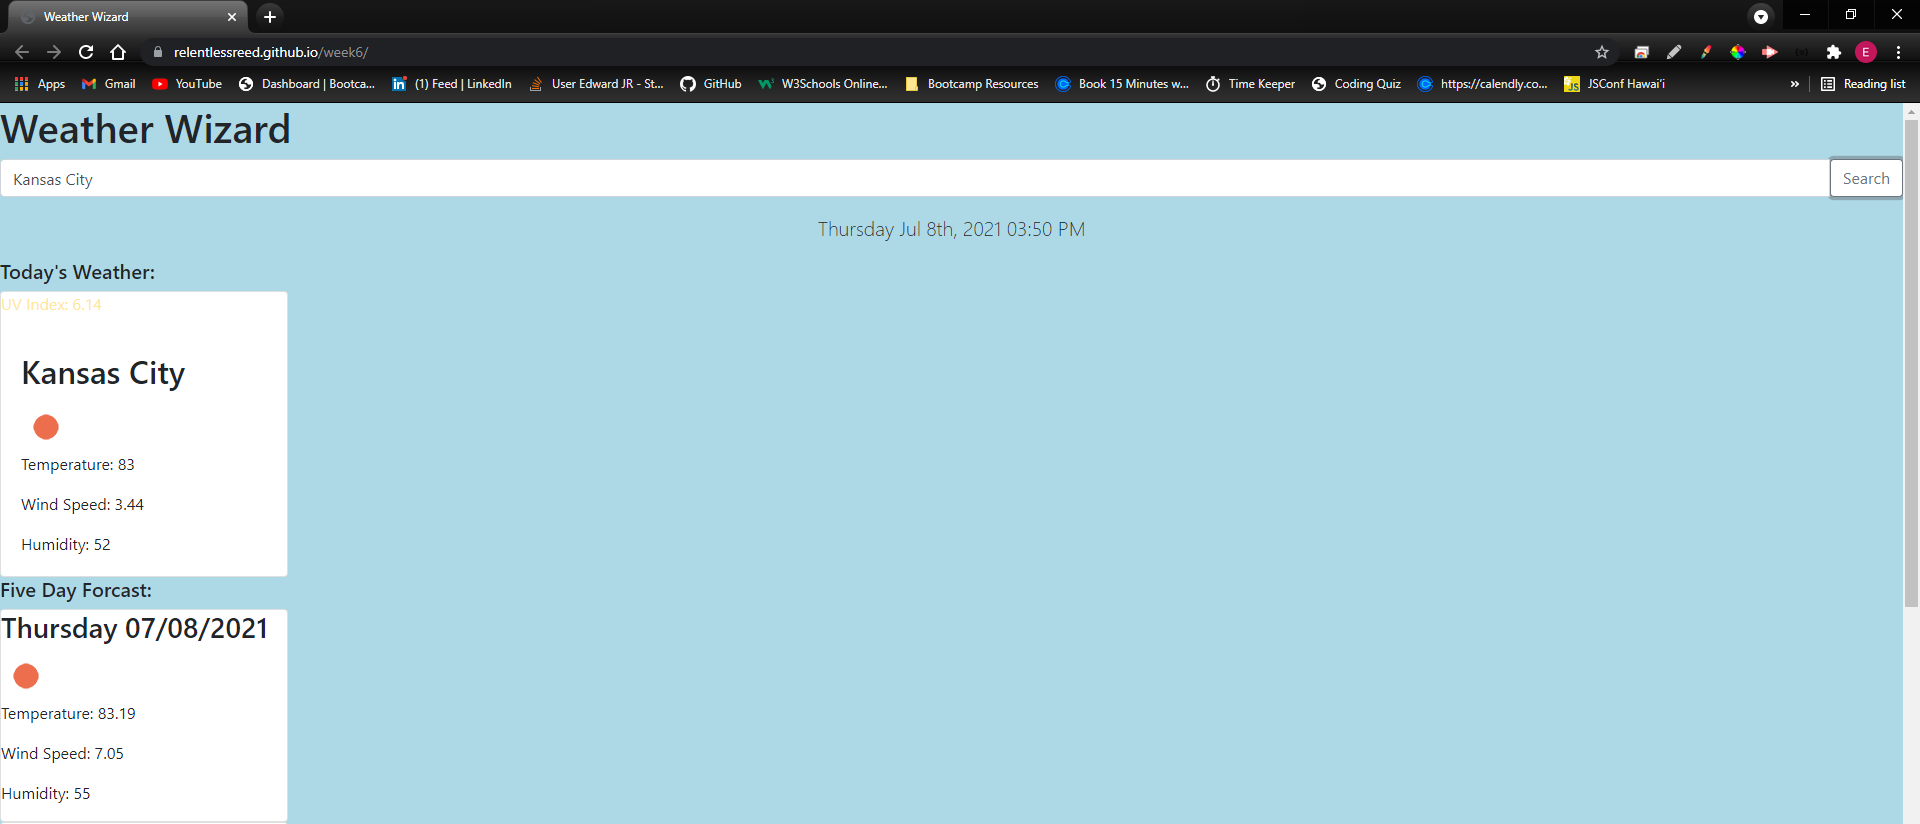 Weather Wizard
relentlessreed.github.io/week6/
E
Apps Gmail YouTube Dashboard | Bootca... (1) Feed | LinkedIn User Edward JR - St... GitHub W3Schools Online... Bootcamp Resources Book 15 Minutes w... Time Keeper Coding Quiz https://calendly.co... JSConf Hawai'i » Reading list
Weather Wizard
Kansas City Search
Thursday Jul 8th, 2021 03:50 PM
Today's Weather:
UV Index: 6.14
Kansas City
Temperature: 83
Wind Speed: 3.44
Humidity: 52
Five Day Forcast:
Thursday 07/08/2021
Temperature: 83.19
Wind Speed: 7.05
Humidity: 55